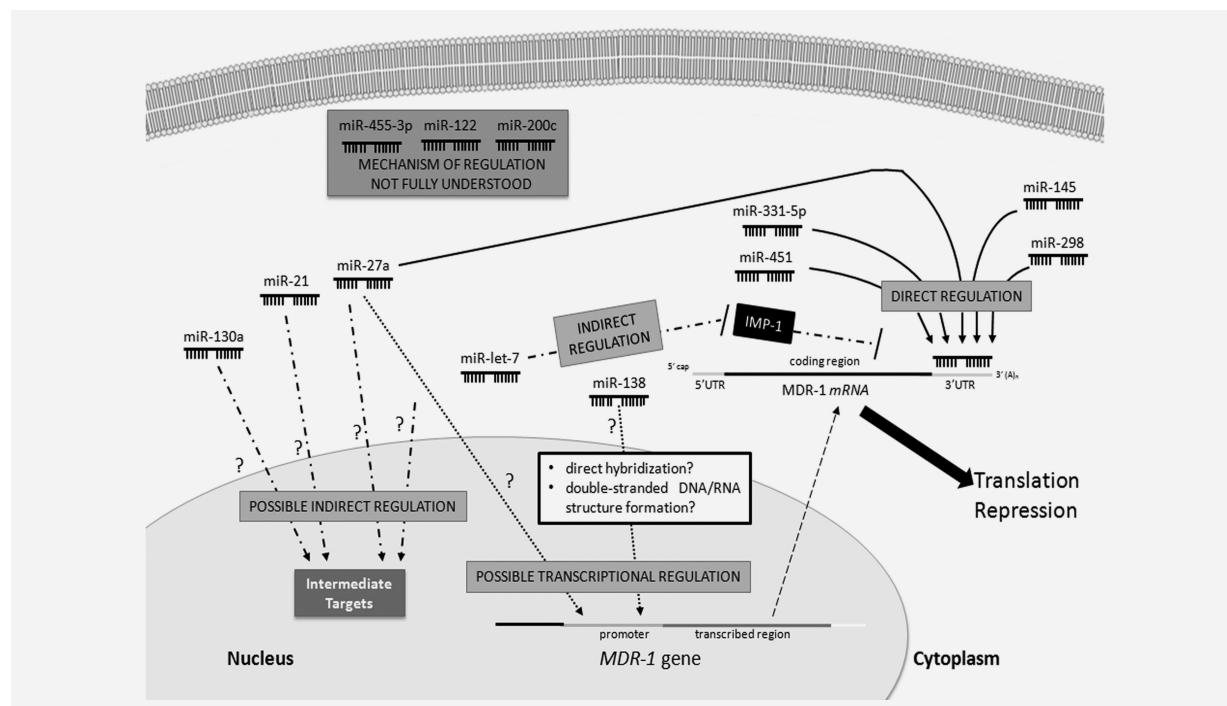 miR-455-3p miR-122 miR-200c
MECHANISM OF REGULATION
NOT FULLY UNDERSTOOD
miR-145
miR-331-5p
miR-298
miR-451
miR-27a
miR-21
DIRECT REGULATION
INDIRECT
REGULATION
IMP-1
miR-130a
miR-let-7
coding region
5' cap
5'UTR
3'UTR
3' (A)n
MDR-1 mRNA
miR-138
?
?
?
?
?
?
• direct hybridization?
• double-stranded DNA/RNA
structure formation?
Translation
Repression
POSSIBLE INDIRECT REGULATION
POSSIBLE TRANSCRIPTIONAL REGULATION
Intermediate
Targets
promoter
transcribed region
MDR-1 gene
Nucleus
Cytoplasm